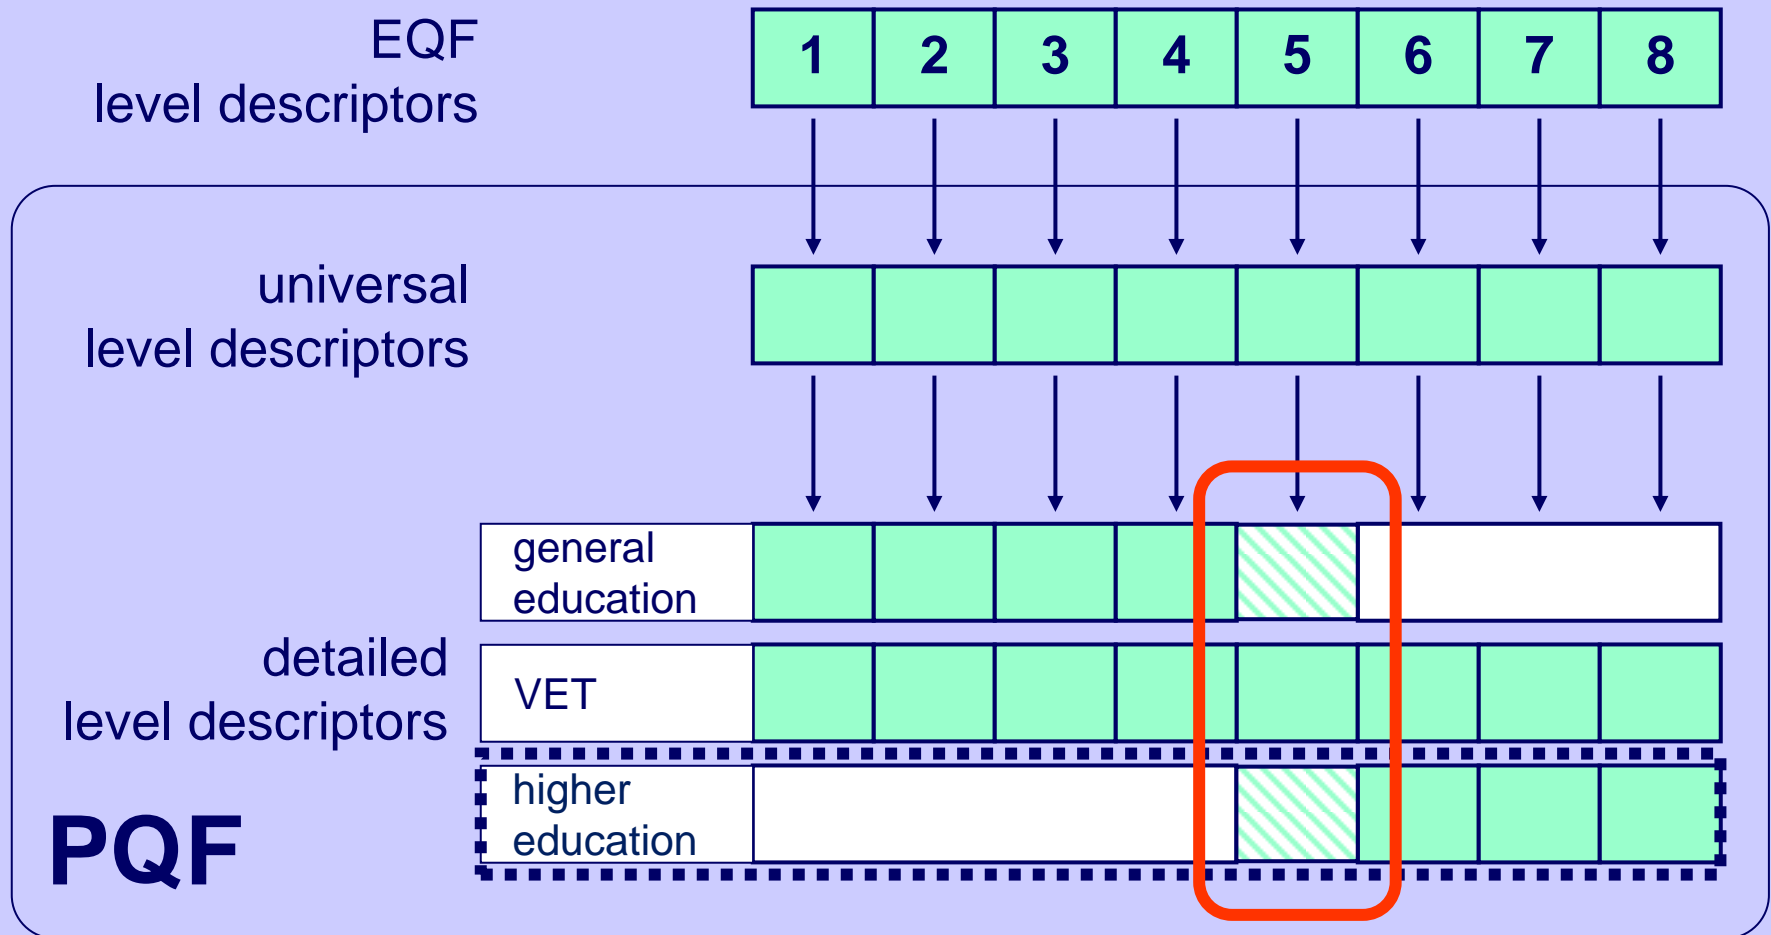 EQF
level descriptors
1 2 3 4 5 6 7 8
universal
level descriptors
general
education
detailed
level descriptors
VET
higher
education
PQF